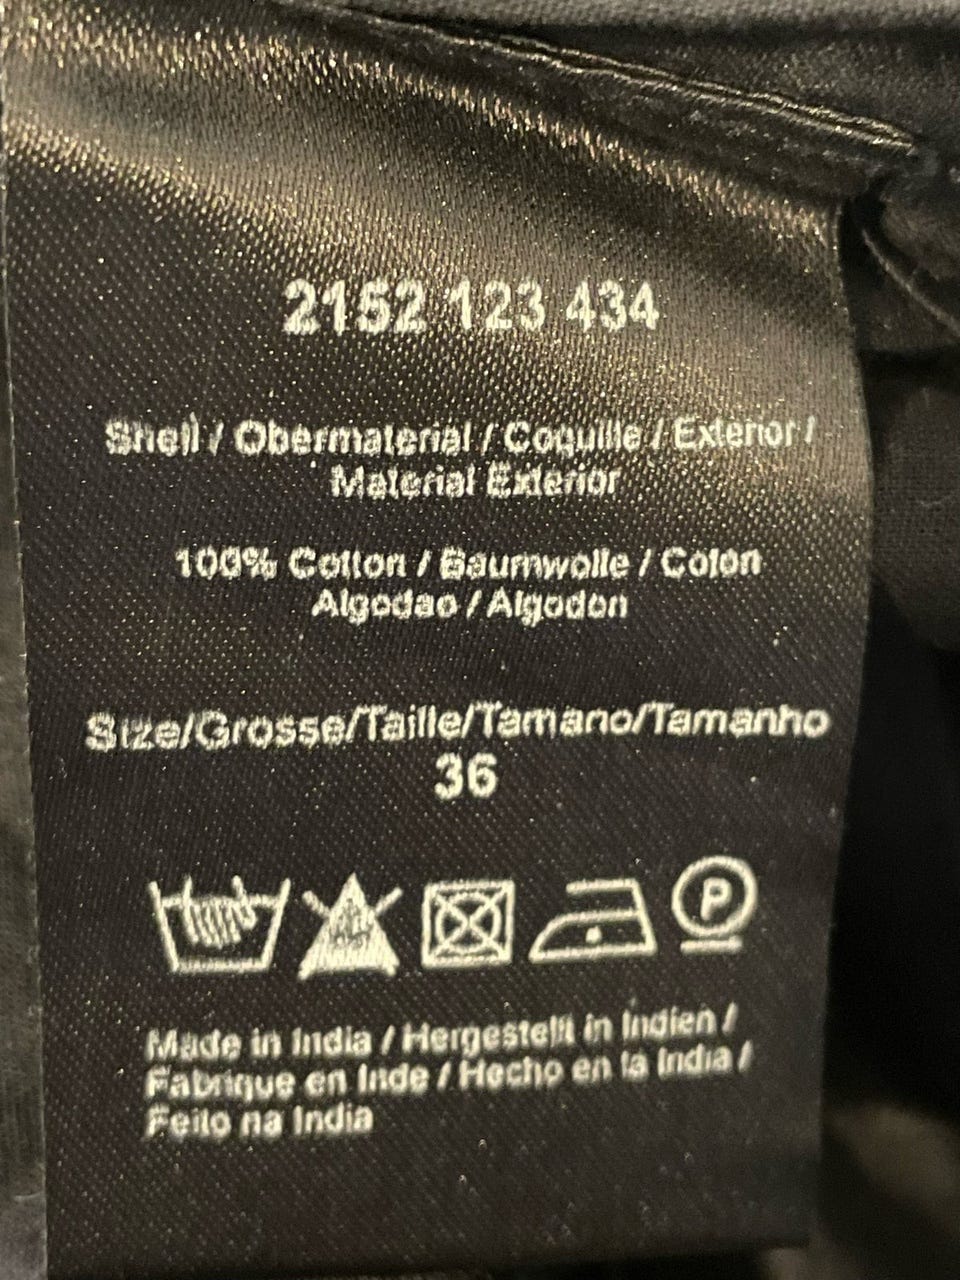 2152 123 434
Shell / Obermaterial / Coquille / Exterior /
Material Exterior
100% Cotton / Baumwolle / Coton
Algodao / Algodon
Size/Grosse/Taille/Tamano/Tamanho
36
P
Made in India / Hergestellt in Indien /
Fabrique en Inde / Hecho en la India /
Feito na India